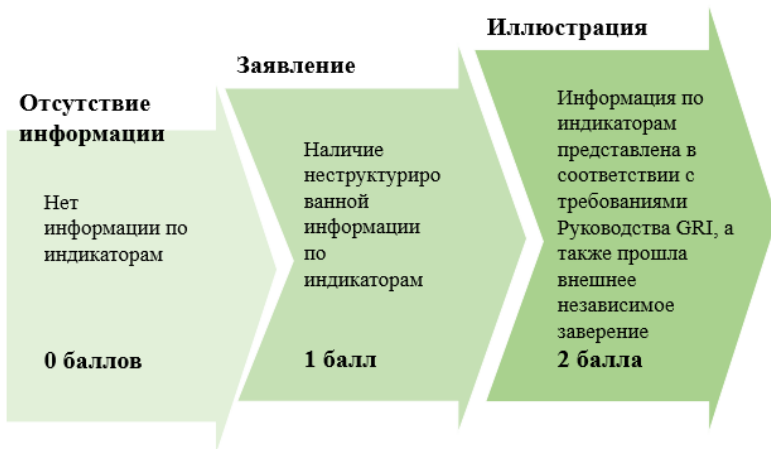 Отсутствие
информации
Нет
информации по
индикаторам
0 баллов
Заявление
Наличие
неструктуриро
ванной
информации
по
индикаторам
1 балл
Иллюстрация
Информация по
индикаторам
представлена в
соответствии с
требованиями
Руководства GRI, а
также прошла
внешнее
независимое
заверение
2 балла